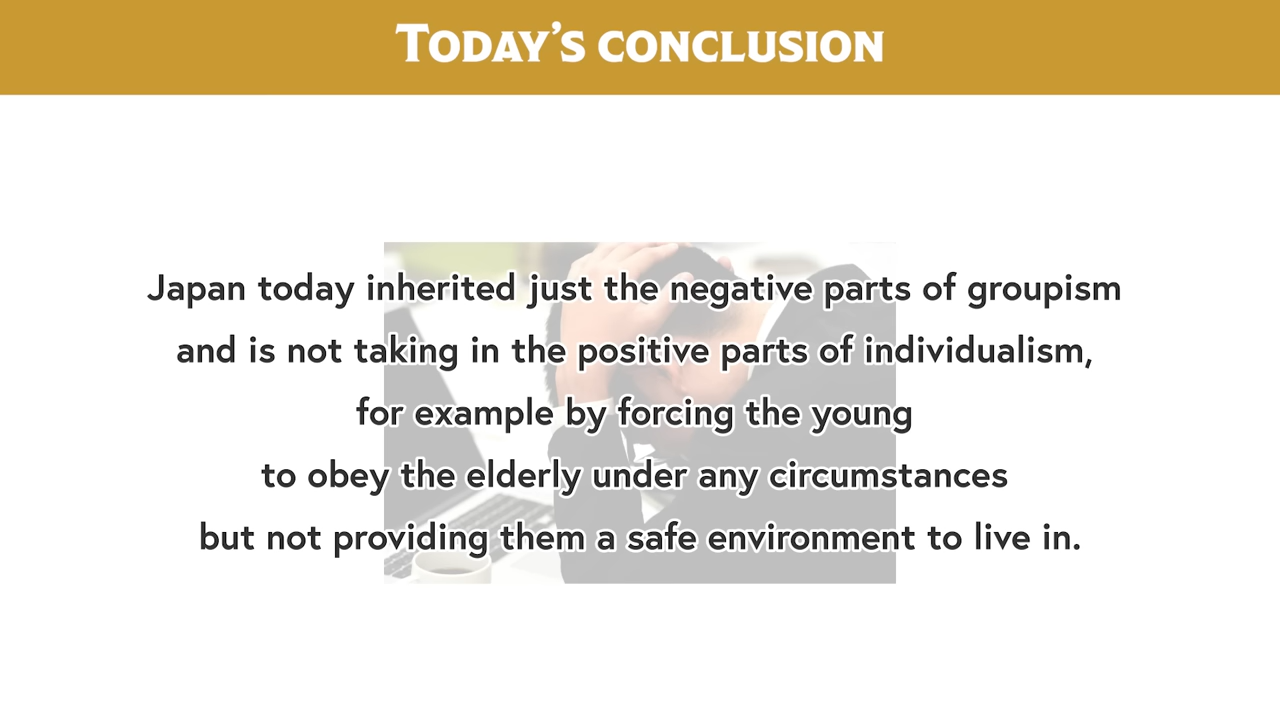 Today's conclusion
Japan today inherited just the negative parts of groupism
and is not taking in the positive parts of individualism,
for example by forcing the young
to obey the elderly under any circumstances
but not providing them a safe environment to live in.